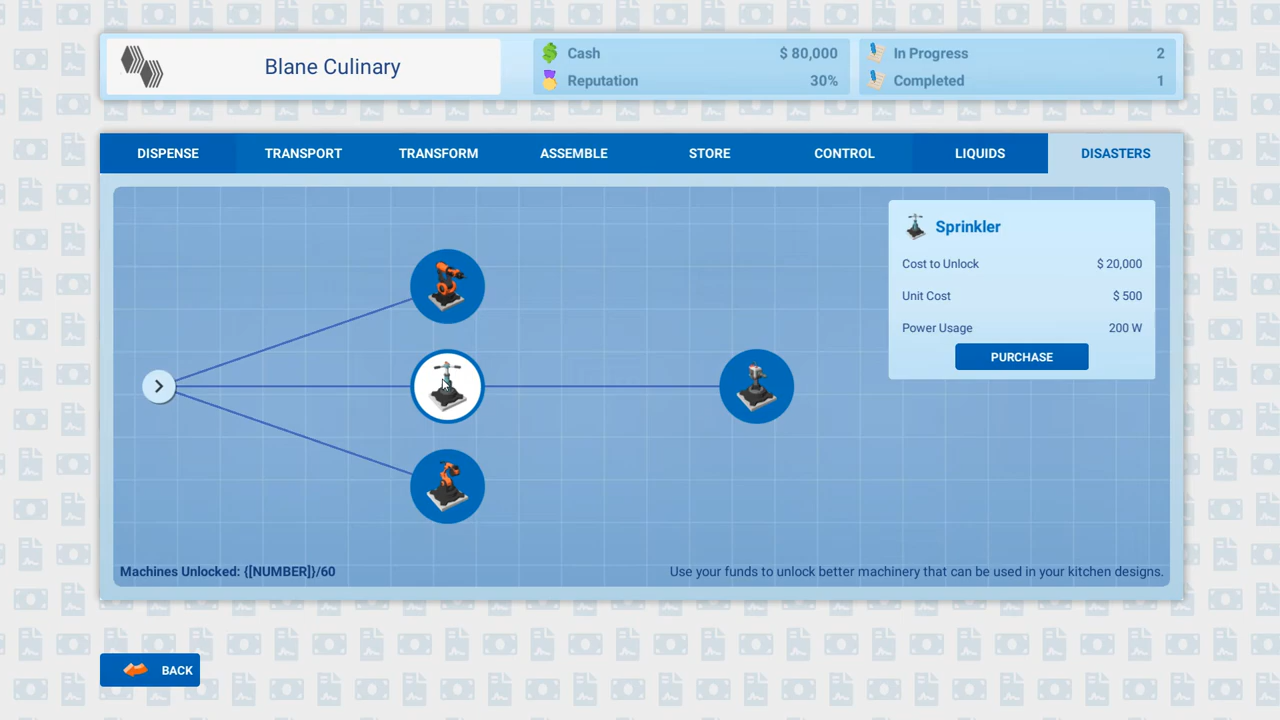 Blane Culinary
Cash $ 80,000
Reputation 30%
In Progress 2
Completed 1
DISPENSE TRANSPORT TRANSFORM ASSEMBLE STORE CONTROL LIQUIDS DISASTERS
Sprinkler
Cost to Unlock $ 20,000
Unit Cost $ 500
Power Usage 200 W
PURCHASE
Machines Unlocked: {[NUMBER]}/60
Use your funds to unlock better machinery that can be used in your kitchen designs.
BACK